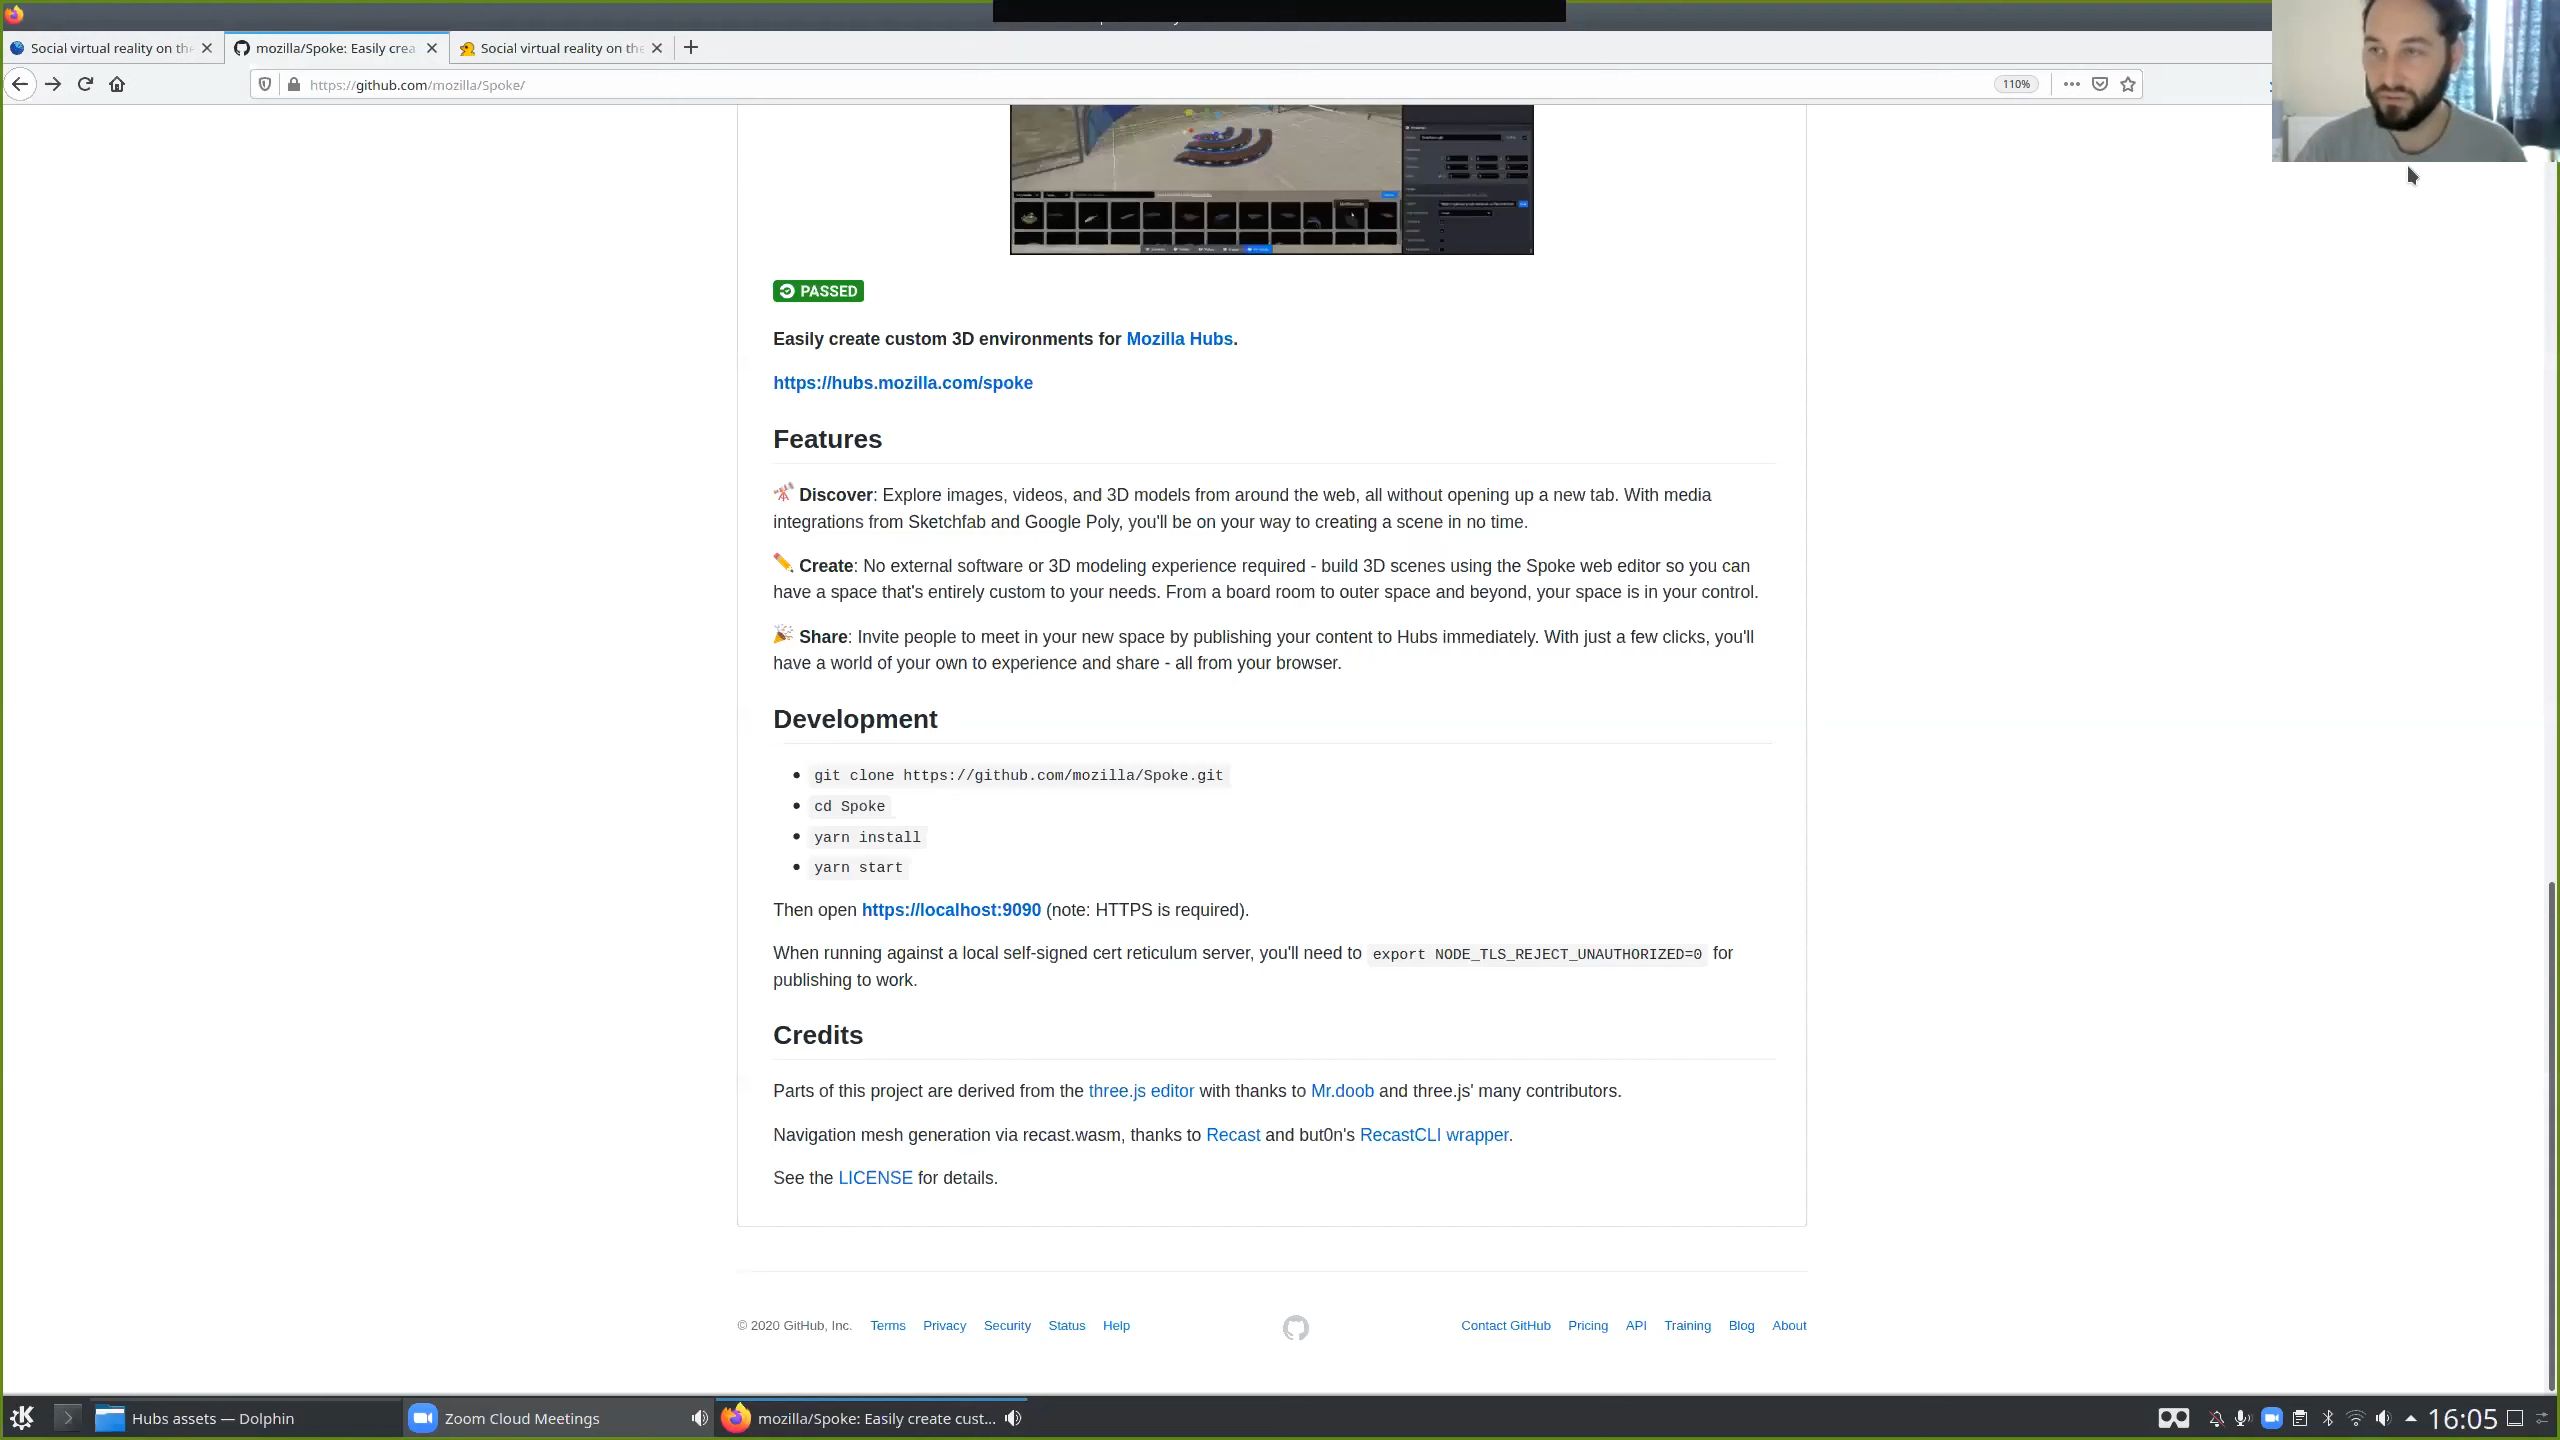 Social virtual reality on the
mozilla/Spoke: Easily crea
Social virtual reality on the
https://github.com/mozilla/Spoke/
110%
PASSED
Easily create custom 3D environments for Mozilla Hubs.
https://hubs.mozilla.com/spoke
Features
Discover: Explore images, videos, and 3D models from around the web, all without opening up a new tab. With media
integrations from Sketchfab and Google Poly, you'll be on your way to creating a scene in no time.
Create: No external software or 3D modeling experience required - build 3D scenes using the Spoke web editor so you can
have a space that's entirely custom to your needs. From a board room to outer space and beyond, your space is in your control.
Share: Invite people to meet in your new space by publishing your content to Hubs immediately. With just a few clicks, you'll
have a world of your own to experience and share - all from your browser.
Development
git clone https://github.com/mozilla/Spoke.git
cd Spoke
yarn install
yarn start
Then open https://localhost:9090 (note: HTTPS is required).
When running against a local self-signed cert reticulum server, you'll need to export NODE_TLS_REJECT_UNAUTHORIZED=0 for
publishing to work.
Credits
Parts of this project are derived from the three.js editor with thanks to Mr.doob and three.js' many contributors.
Navigation mesh generation via recast.wasm, thanks to Recast and but0n's RecastCLI wrapper.
See the LICENSE for details.
© 2020 GitHub, Inc. Terms Privacy Security Status Help
Contact GitHub Pricing API Training Blog About
Hubs assets — Dolphin
Zoom Cloud Meetings
mozilla/Spoke: Easily create cust...
16:05